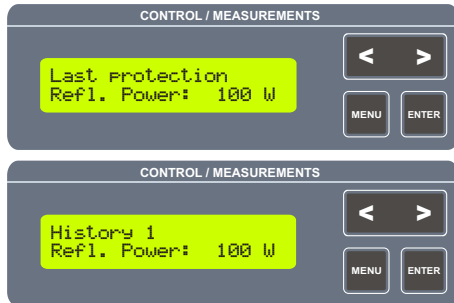 CONTROL / MEASUREMENTS
< >
Last protection
Refl. Power: 100 W
MENU ENTER
CONTROL / MEASUREMENTS
< >
History 1
Refl. Power: 100 W
MENU ENTER